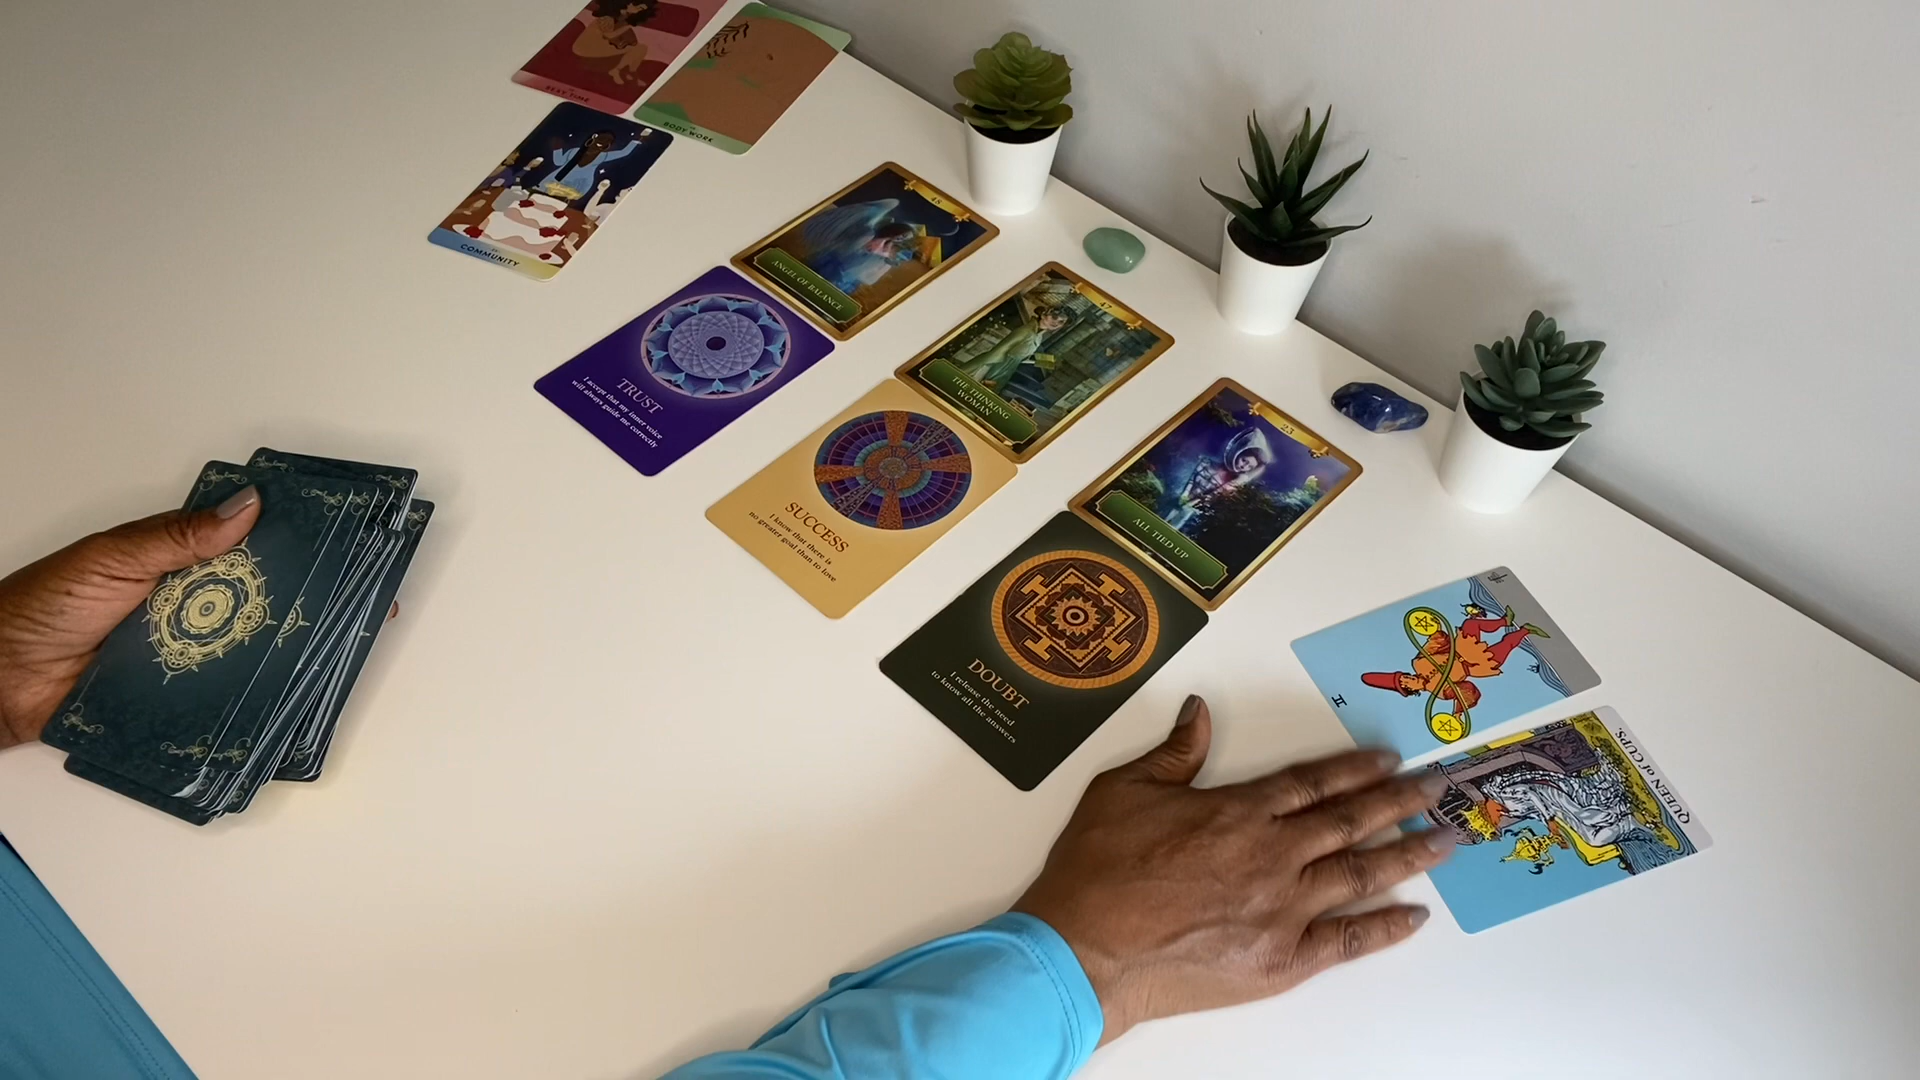 SEXY TIME
BODY WORK
COMMUNITY
48
ANGEL OF BALANCE
TRUST
I accept that my inner voice
will always guide me correctly
47
THE THINKING
WOMAN
SUCCESS
I know that there is
no greater goal than to love
23
ALL TIED UP
DOUBT
I release the need
to know all the answers
II
QUEEN of CUPS.